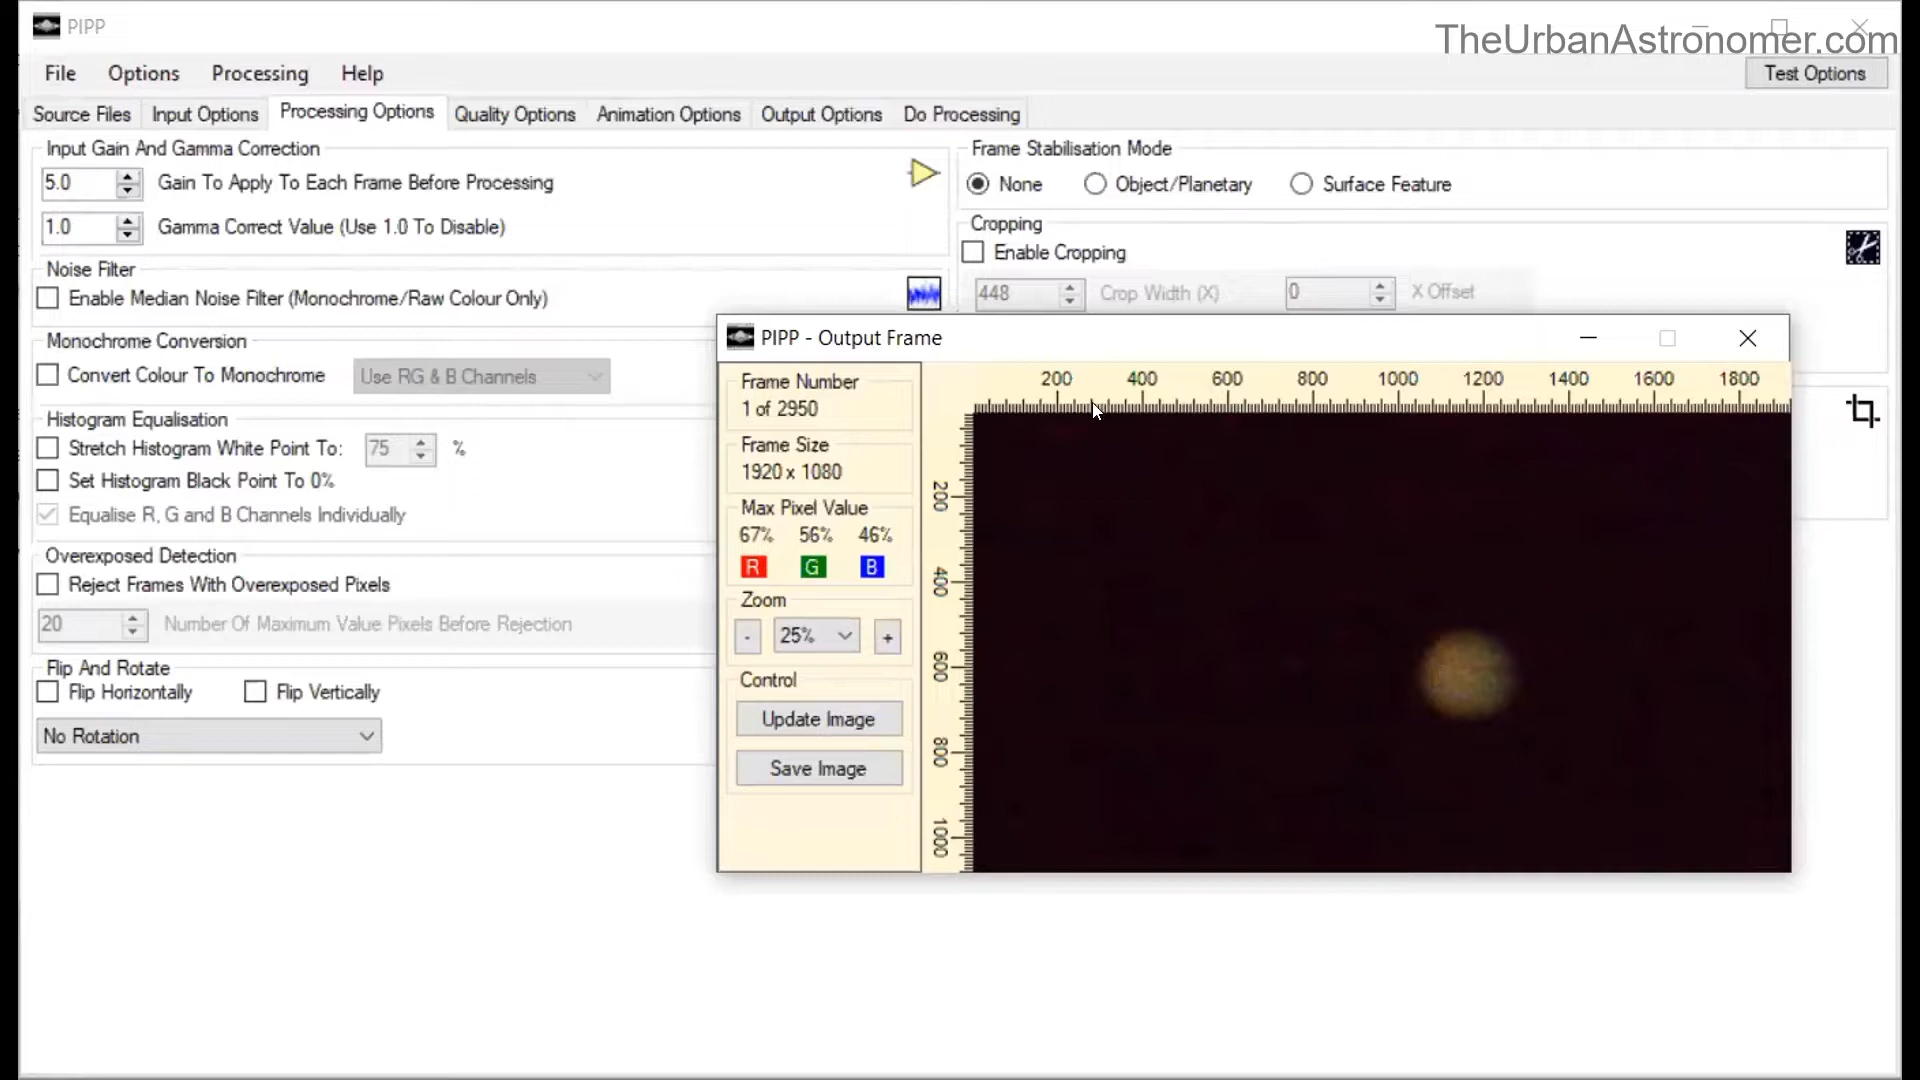 PIPP
TheUrbanAstronomer.com
File Options Processing Help
Test Options
Source Files Input Options Processing Options Quality Options Animation Options Output Options Do Processing
Input Gain And Gamma Correction
5.0 Gain To Apply To Each Frame Before Processing
1.0 Gamma Correct Value (Use 1.0 To Disable)
Noise Filter
Enable Median Noise Filter (Monochrome/Raw Colour Only)
Monochrome Conversion
Convert Colour To Monochrome Use RG & B Channels
Histogram Equalisation
Stretch Histogram White Point To: 75 %
Set Histogram Black Point To 0%
Equalise R, G and B Channels Individually
Overexposed Detection
Reject Frames With Overexposed Pixels
20 Number Of Maximum Value Pixels Before Rejection
Flip And Rotate
Flip Horizontally Flip Vertically
No Rotation
Frame Stabilisation Mode
None Object/Planetary Surface Feature
Cropping
Enable Cropping
448 Crop Width (X) 0 X Offset
PIPP - Output Frame
Frame Number
1 of 2950
Frame Size
1920 x 1080
Max Pixel Value
67% 56% 46%
R G B
Zoom
- 25% +
Control
Update Image
Save Image
200 400 600 800 1000 1200 1400 1600 1800
200
400
600
800
1000